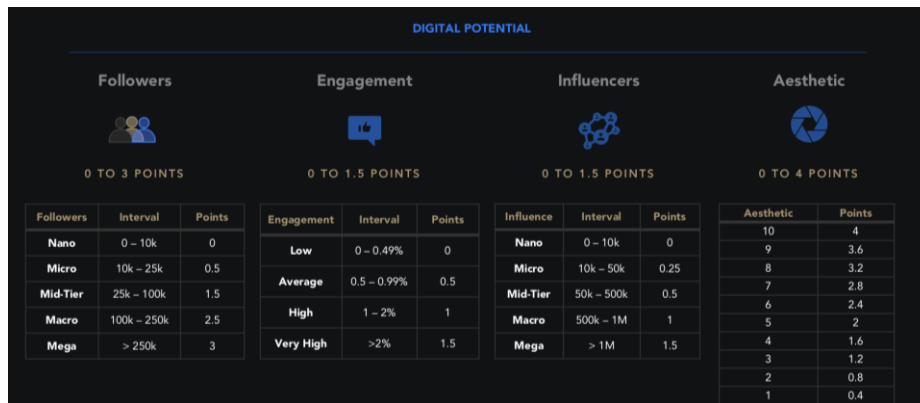 DIGITAL POTENTIAL
Followers
0 TO 3 POINTS
Followers Interval Points
Nano 0 – 10k 0
Micro 10k – 25k 0.5
Mid-Tier 25k – 100k 1.5
Macro 100k – 250k 2.5
Mega > 250k 3
Engagement
0 TO 1.5 POINTS
Engagement Interval Points
Low 0 – 0.49% 0
Average 0.5 – 0.99% 0.5
High 1 – 2% 1
Very High >2% 1.5
Influencers
0 TO 1.5 POINTS
Influence Interval Points
Nano 0 – 10k 0
Micro 10k – 50k 0.25
Mid-Tier 50k – 500k 0.5
Macro 500k – 1M 1
Mega > 1M 1.5
Aesthetic
0 TO 4 POINTS
Aesthetic Points
10 4
9 3.6
8 3.2
7 2.8
6 2.4
5 2
4 1.6
3 1.2
2 0.8
1 0.4